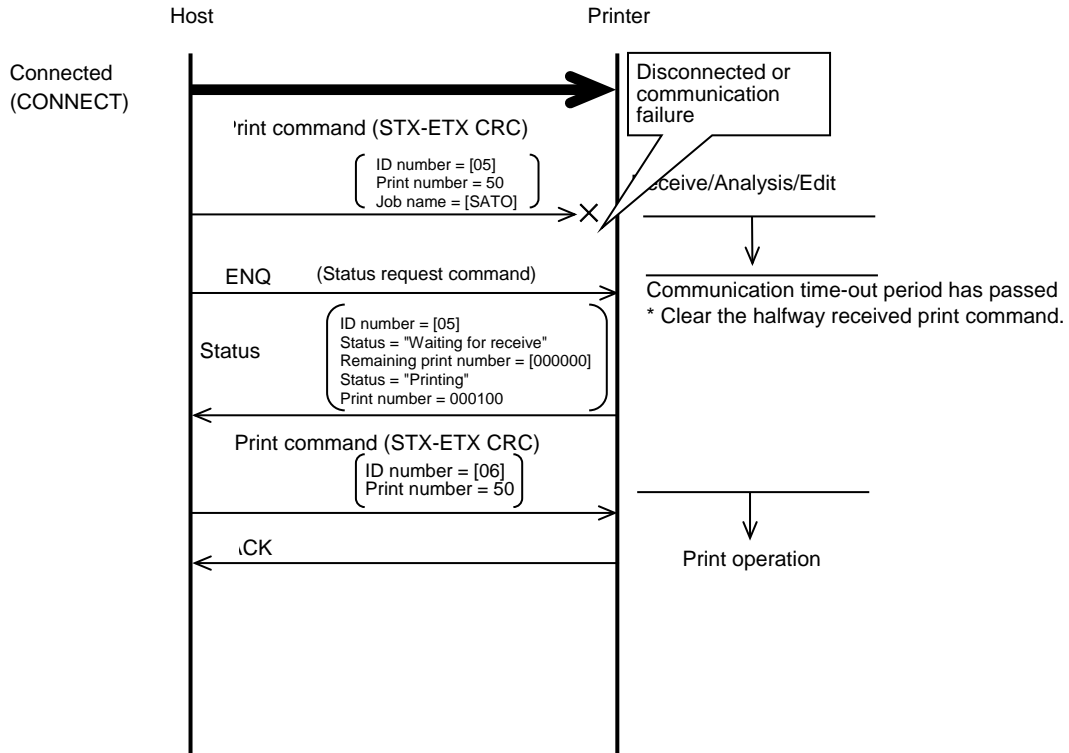 Host
Printer
Connected
(CONNECT)
Disconnected or
communication
failure
rint command (STX-ETX CRC)
ID number = [05]
Print number = 50
Job name = [SATO]
eceive/Analysis/Edit
ENQ (Status request command)
Communication time-out period has passed
* Clear the halfway received print command.
Status
ID number = [05]
Status = "Waiting for receive"
Remaining print number = [000000]
Status = "Printing"
Print number = 000100
Print command (STX-ETX CRC)
ID number = [06]
Print number = 50
CK
Print operation